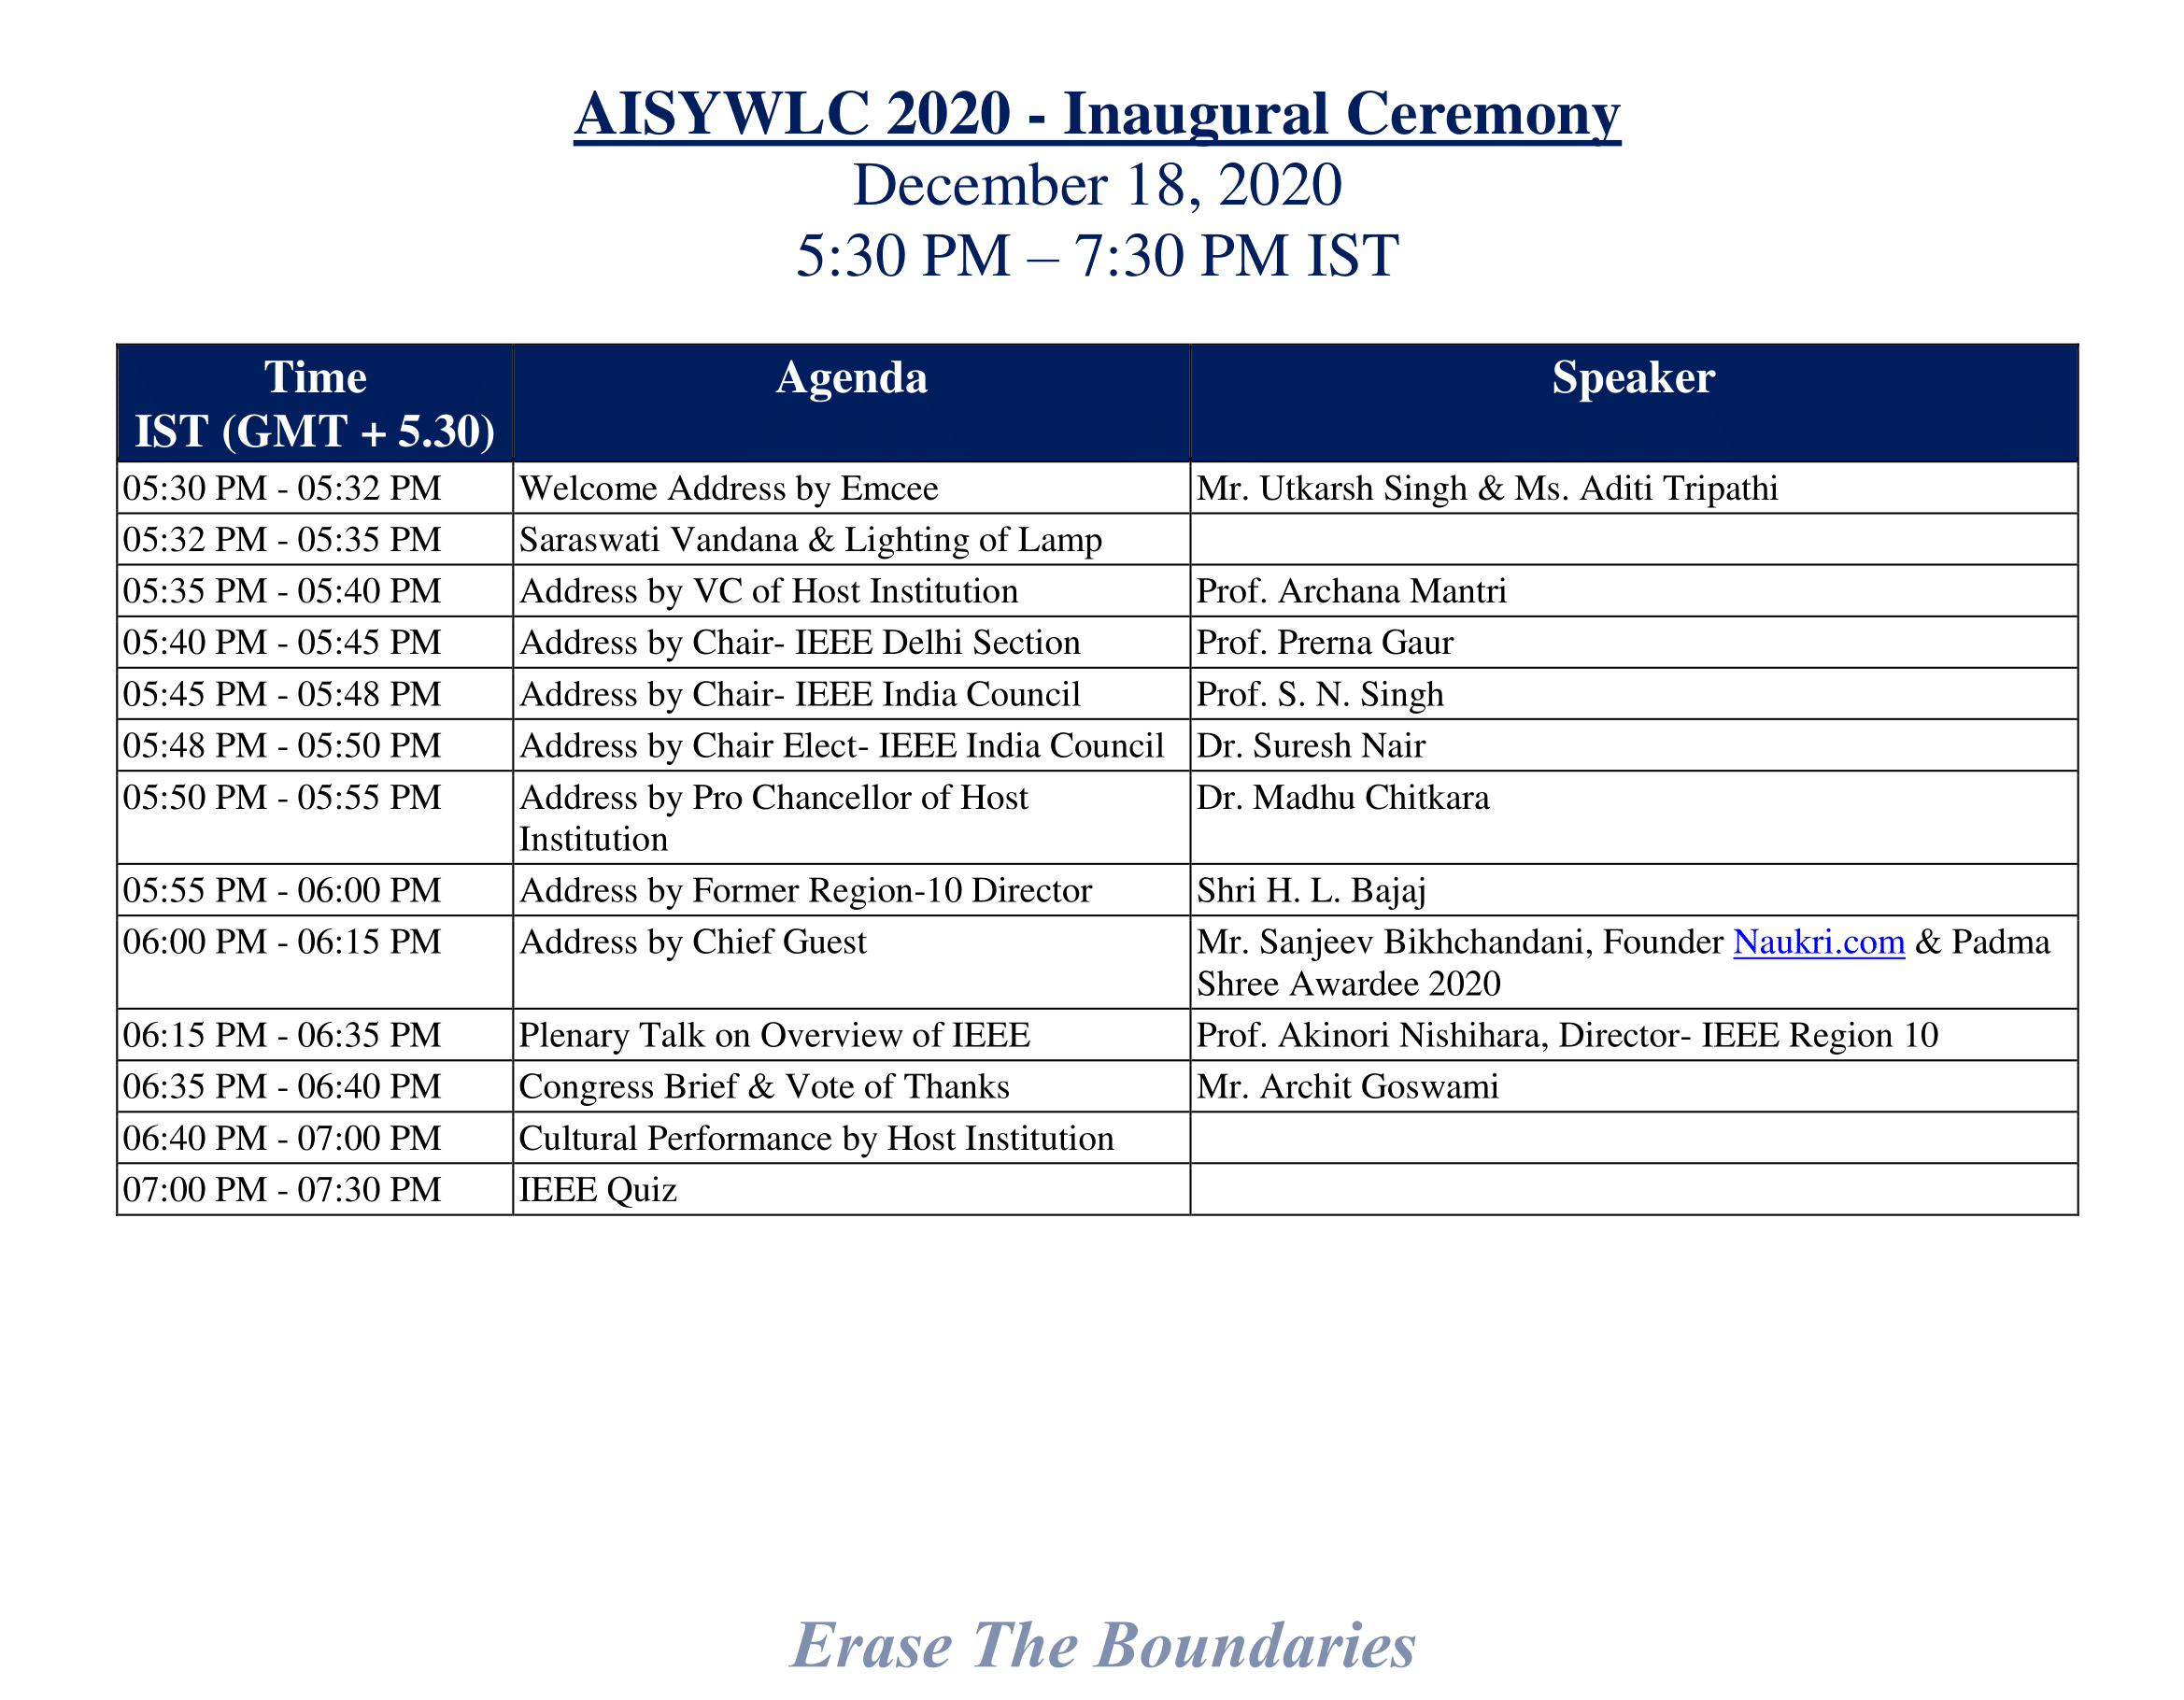 AISYWLC 2020 - Inaugural Ceremony
December 18, 2020
5:30 PM – 7:30 PM IST
Time Agenda Speaker
IST (GMT + 5.30)
05:30 PM - 05:32 PM Welcome Address by Emcee Mr. Utkarsh Singh & Ms. Aditi Tripathi
05:32 PM - 05:35 PM Saraswati Vandana & Lighting of Lamp
05:35 PM - 05:40 PM Address by VC of Host Institution Prof. Archana Mantri
05:40 PM - 05:45 PM Address by Chair- IEEE Delhi Section Prof. Prerna Gaur
05:45 PM - 05:48 PM Address by Chair- IEEE India Council Prof. S. N. Singh
05:48 PM - 05:50 PM Address by Chair Elect- IEEE India Council Dr. Suresh Nair
05:50 PM - 05:55 PM Address by Pro Chancellor of Host Dr. Madhu Chitkara
Institution
05:55 PM - 06:00 PM Address by Former Region-10 Director Shri H. L. Bajaj
06:00 PM - 06:15 PM Address by Chief Guest Mr. Sanjeev Bikhchandani, Founder Naukri.com & Padma
Shree Awardee 2020
06:15 PM - 06:35 PM Plenary Talk on Overview of IEEE Prof. Akinori Nishihara, Director- IEEE Region 10
06:35 PM - 06:40 PM Congress Brief & Vote of Thanks Mr. Archit Goswami
06:40 PM - 07:00 PM Cultural Performance by Host Institution
07:00 PM - 07:30 PM IEEE Quiz
Erase The Boundaries